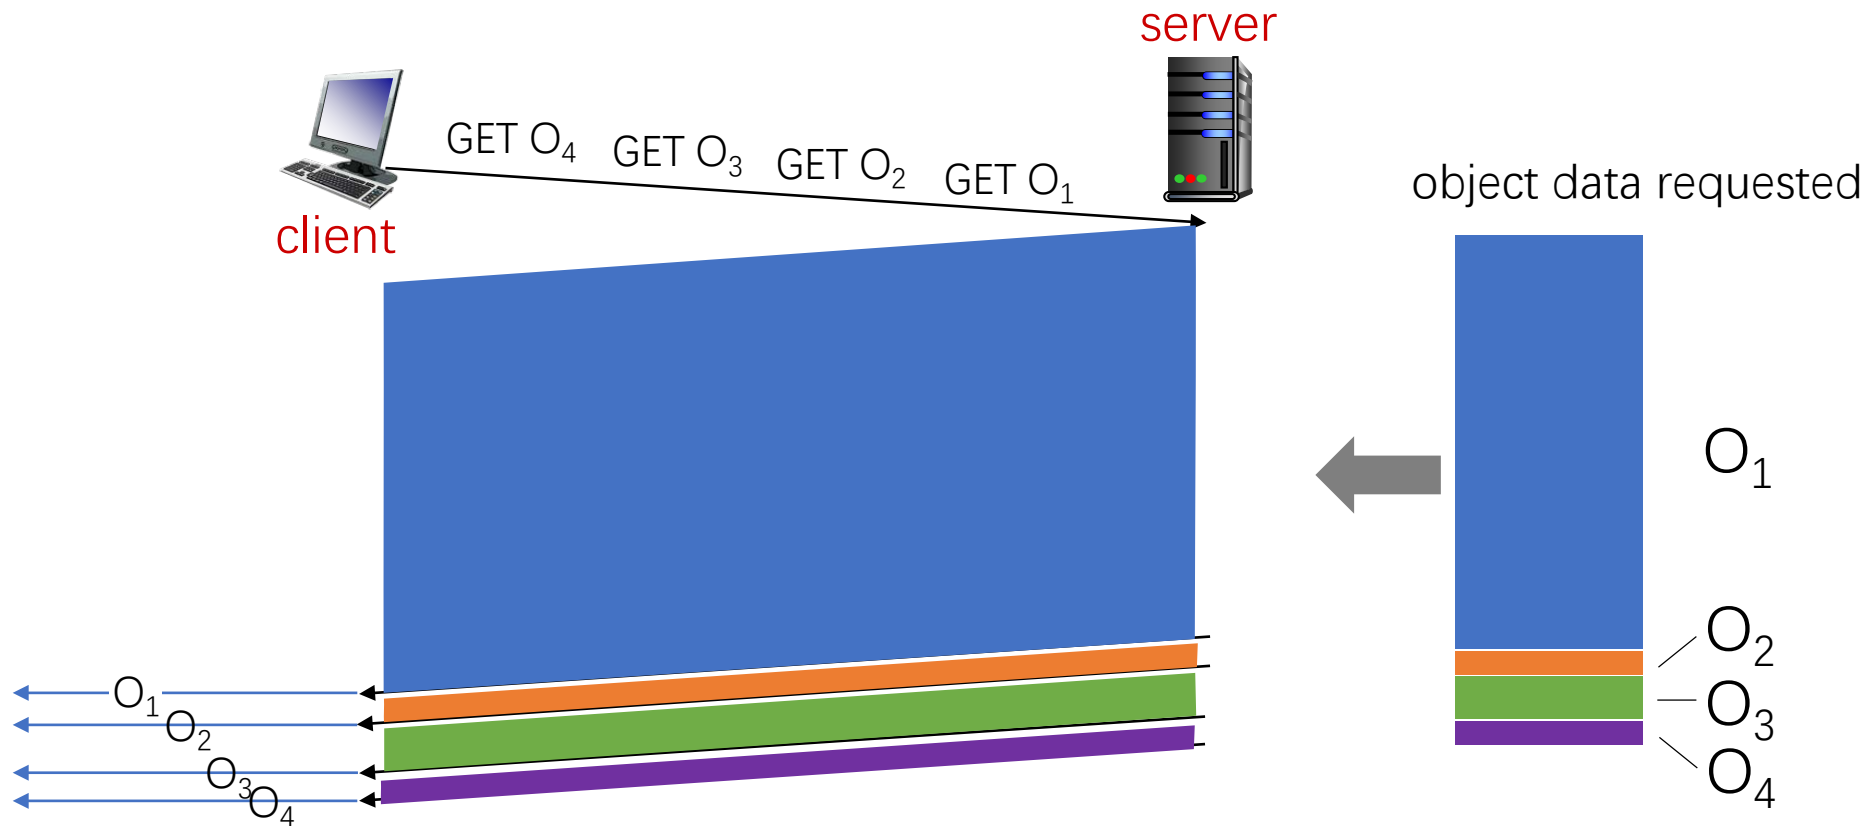 server
client
GET O₄
GET O₃
GET O₂
GET O₁
object data requested
O₁
O₂
O₃
O₄
O₁
O₂
O₃
O₄